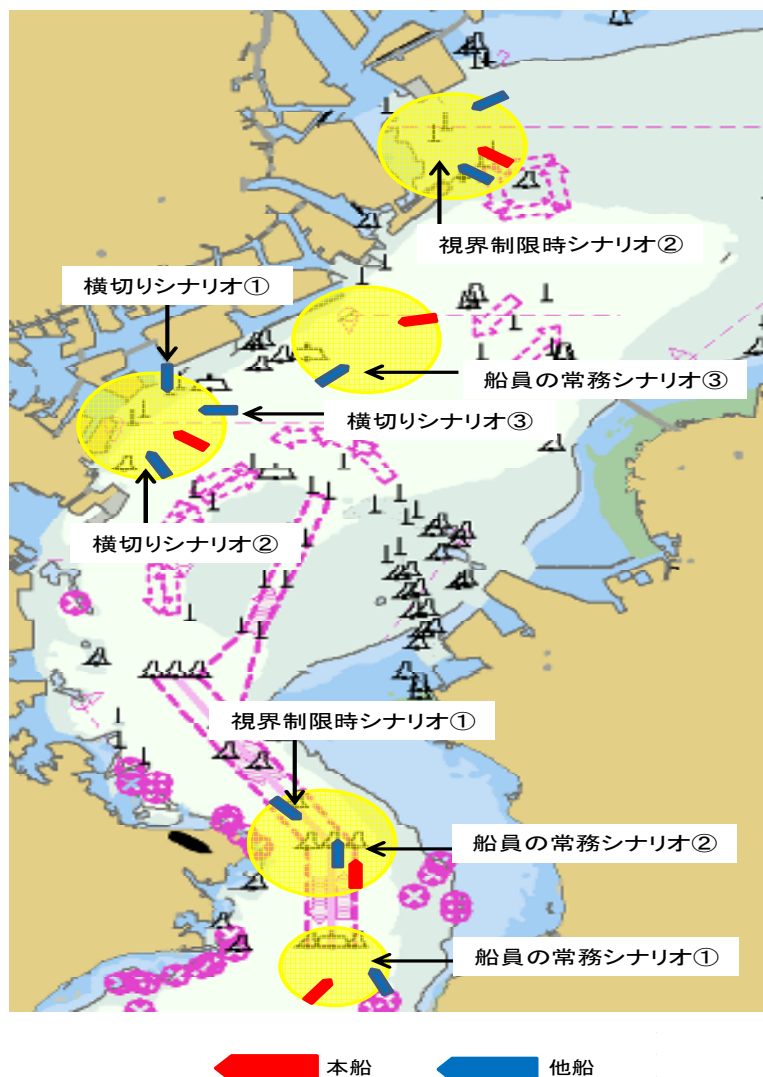 視界制限時シナリオ②
横切りシナリオ①
船員の常務シナリオ③
横切りシナリオ③
横切りシナリオ②
視界制限時シナリオ①
船員の常務シナリオ②
船員の常務シナリオ①
本船
他船